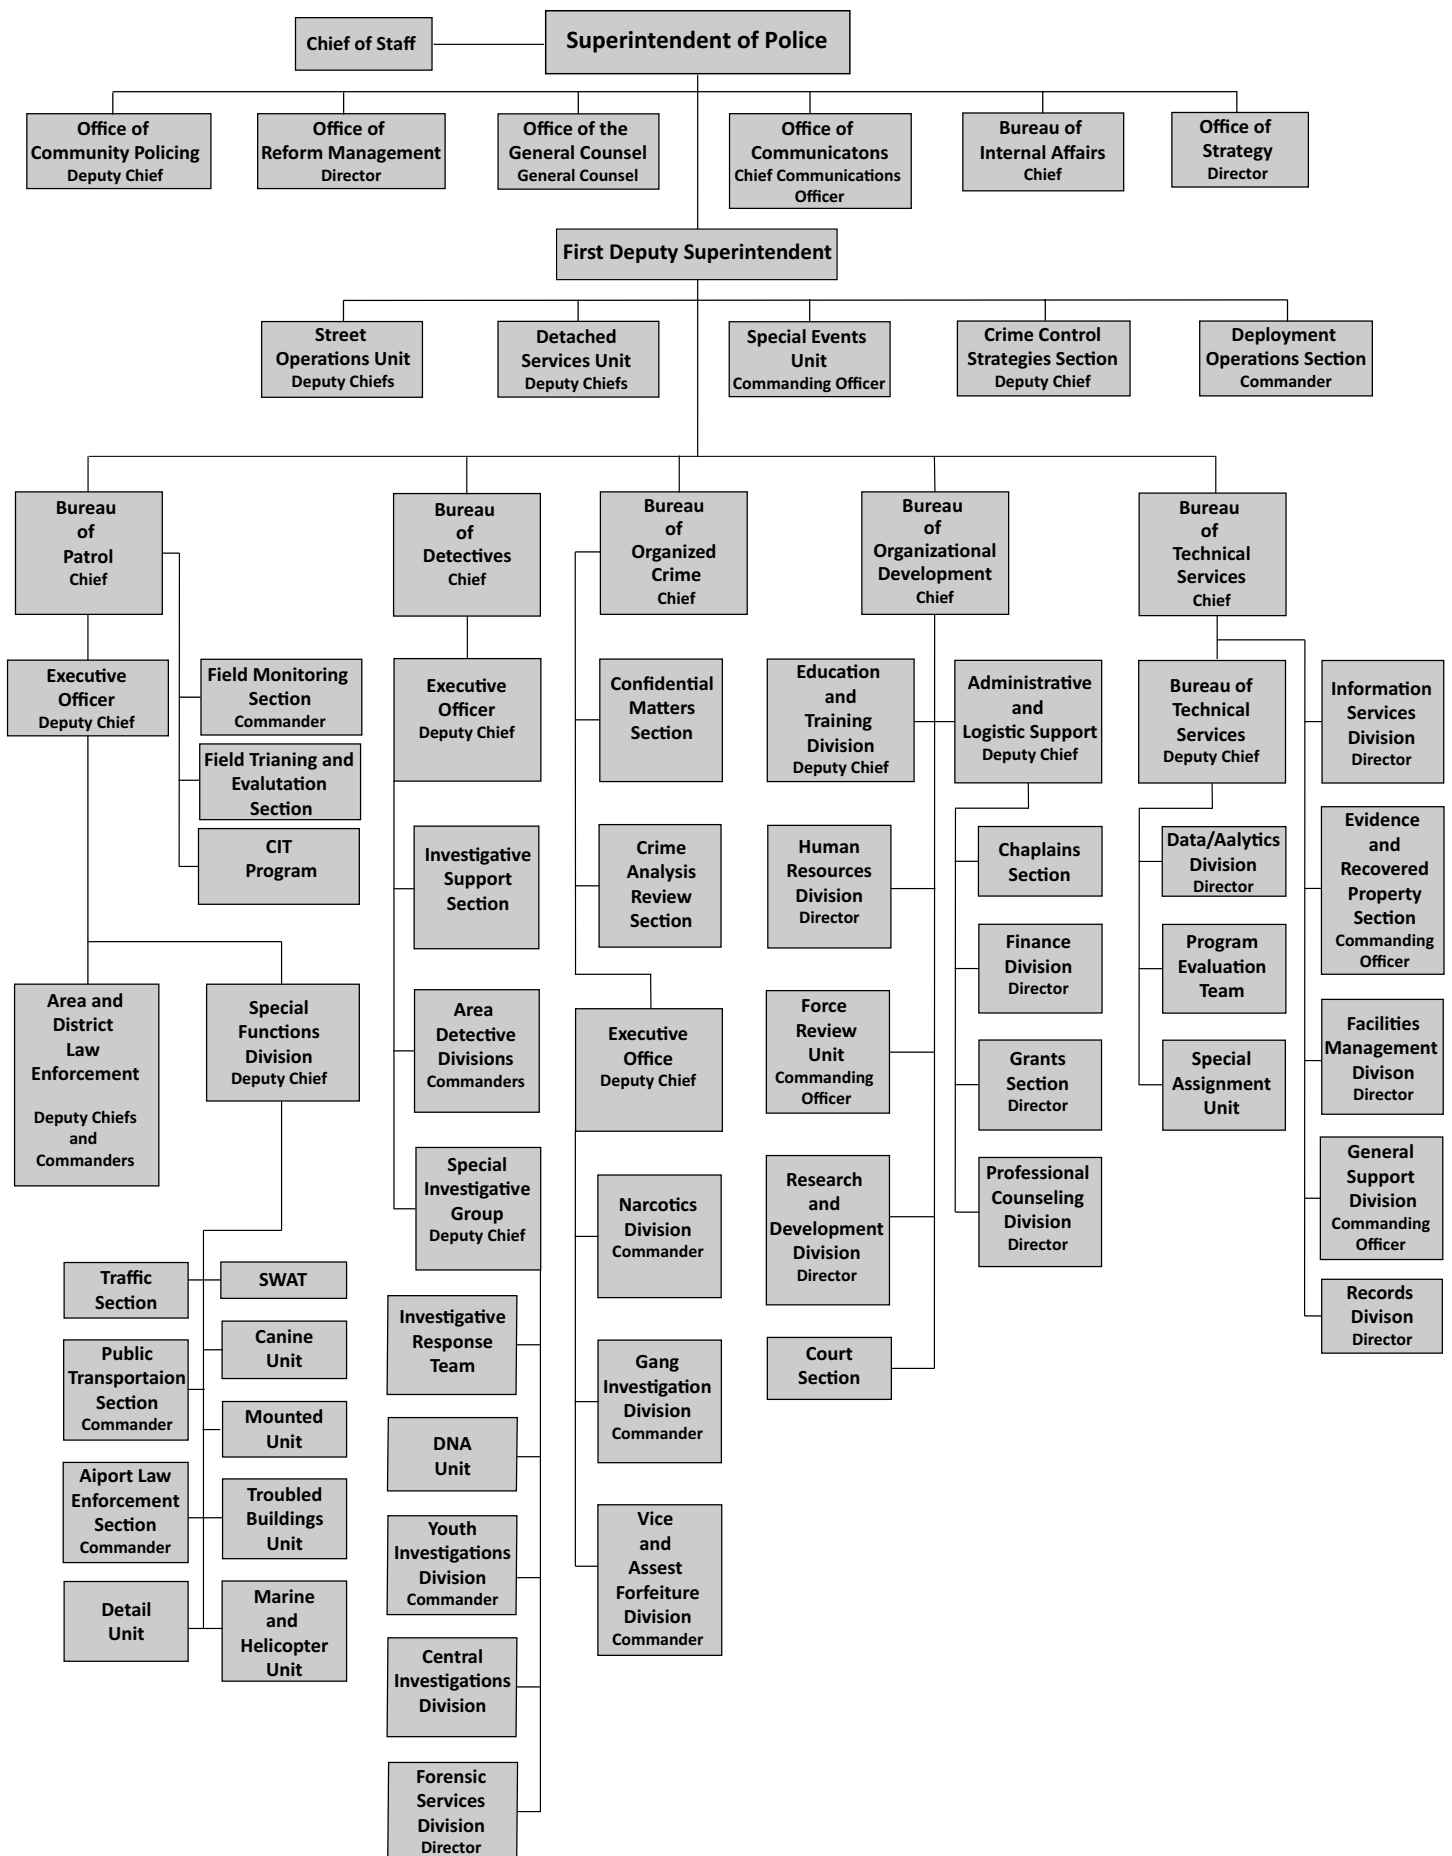 Chief of Staff
Superintendent of Police
Office of
Community Policing
Deputy Chief
Office of
Reform Management
Director
Office of the
General Counsel
General Counsel
Office of
Communicatons
Chief Communications
Officer
Bureau of
Internal Affairs
Chief
Office of
Strategy
Director
First Deputy Superintendent
Street
Operations Unit
Deputy Chiefs
Detached
Services Unit
Deputy Chiefs
Special Events
Unit
Commanding Officer
Crime Control
Strategies Section
Deputy Chief
Deployment
Operations Section
Commander
Bureau
of
Patrol
Chief
Executive
Officer
Deputy Chief
Field Monitoring
Section
Commander
Field Trianing and
Evalutation
Section
CIT
Program
Area and
District
Law
Enforcement
Deputy Chiefs
and
Commanders
Special
Functions
Division
Deputy Chief
Traffic
Section
SWAT
Public
Transportaion
Section
Commander
Canine
Unit
Mounted
Unit
Aiport Law
Enforcement
Section
Commander
Troubled
Buildings
Unit
Detail
Unit
Marine
and
Helicopter
Unit
Bureau
of
Detectives
Chief
Executive
Officer
Deputy Chief
Investigative
Support
Section
Area
Detective
Divisions
Commanders
Special
Investigative
Group
Deputy Chief
Investigative
Response
Team
DNA
Unit
Youth
Investigations
Division
Commander
Central
Investigations
Division
Forensic
Services
Division
Director
Bureau
of
Organized
Crime
Chief
Confidential
Matters
Section
Crime
Analysis
Review
Section
Executive
Office
Deputy Chief
Narcotics
Division
Commander
Gang
Investigation
Division
Commander
Vice
and
Assest
Forfeiture
Division
Commander
Bureau
of
Organizational
Development
Chief
Education
and
Training
Division
Deputy Chief
Administrative
and
Logistic Support
Deputy Chief
Human
Resources
Division
Director
Force
Review
Unit
Commanding
Officer
Research
and
Development
Division
Director
Court
Section
Chaplains
Section
Finance
Division
Director
Grants
Section
Director
Professional
Counseling
Division
Director
Bureau
of
Technical
Services
Chief
Bureau of
Technical
Services
Deputy Chief
Data/Aalytics
Division
Director
Program
Evaluation
Team
Special
Assignment
Unit
Information
Services
Division
Director
Evidence
and
Recovered
Property
Section
Commanding
Officer
Facilities
Management
Divison
Director
General
Support
Division
Commanding
Officer
Records
Divison
Director